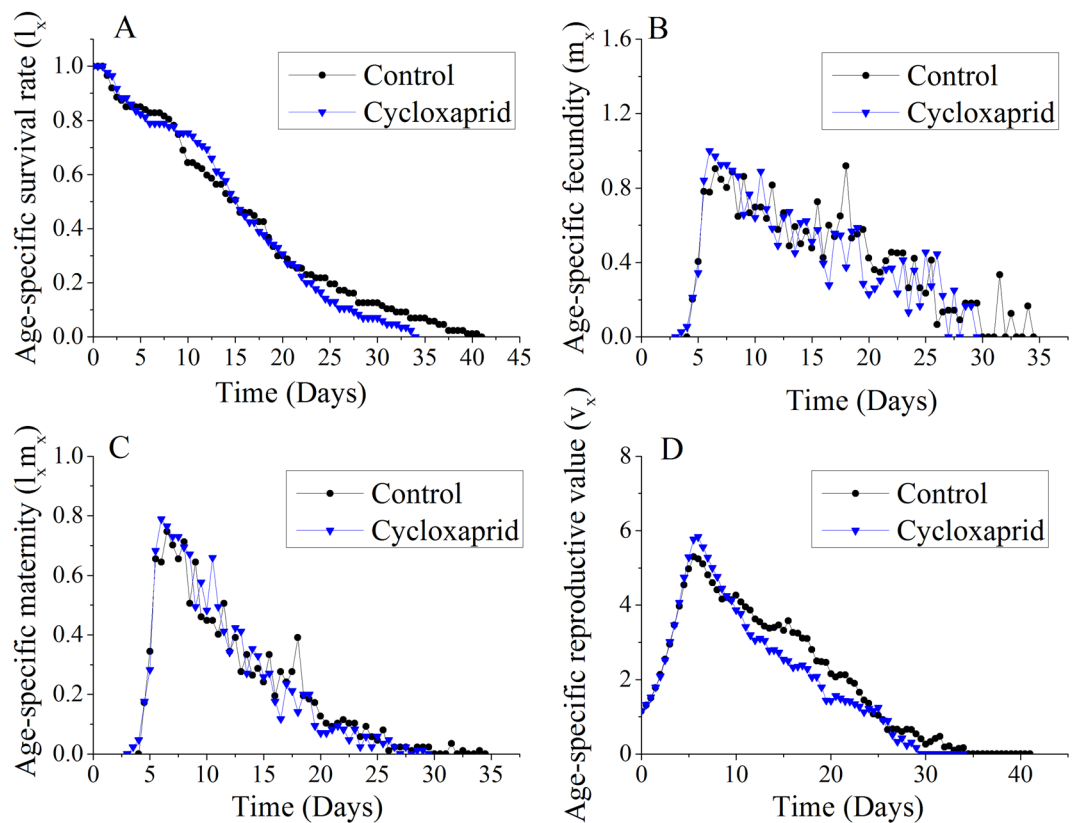 A
Age-specific survival rate (lₓ)
1.0
0.8
0.6
0.4
0.2
0.0
Control
Cycloxaprid
0 5 10 15 20 25 30 35 40 45
Time (Days)
B
Age-specific fecundity (mₓ)
1.6
1.2
0.8
0.4
0.0
Control
Cycloxaprid
0 5 10 15 20 25 30 35
Time (Days)
C
Age-specific maternity (lₓmₓ)
1.0
0.8
0.6
0.4
0.2
0.0
Control
Cycloxaprid
0 5 10 15 20 25 30 35
Time (Days)
D
Age-specific reproductive value (vₓ)
8
6
4
2
0
Control
Cycloxaprid
0 10 20 30 40
Time (Days)